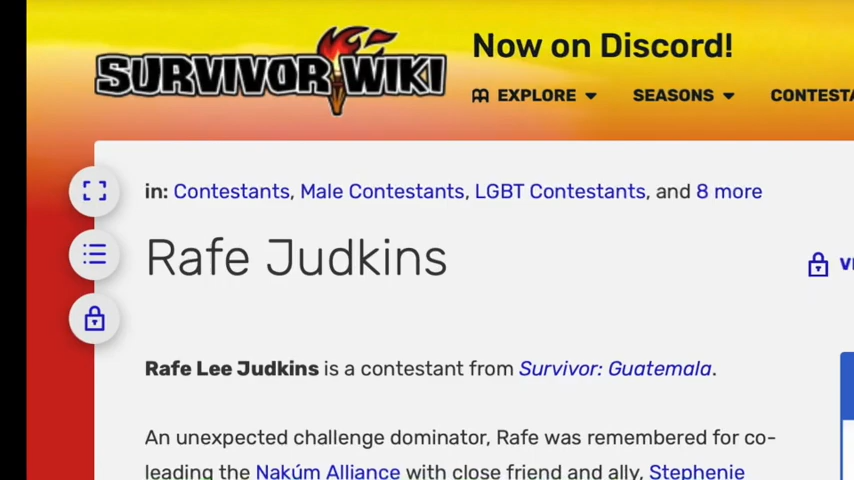 SURVIVOR WIKI
Now on Discord!
EXPLORE
SEASONS
in: Contestants, Male Contestants, LGBT Contestants, and 8 more
Rafe Judkins
Rafe Lee Judkins is a contestant from Survivor: Guatemala.
An unexpected challenge dominator, Rafe was remembered for co-
leading the Nakúm Alliance with close friend and ally, Stephenie